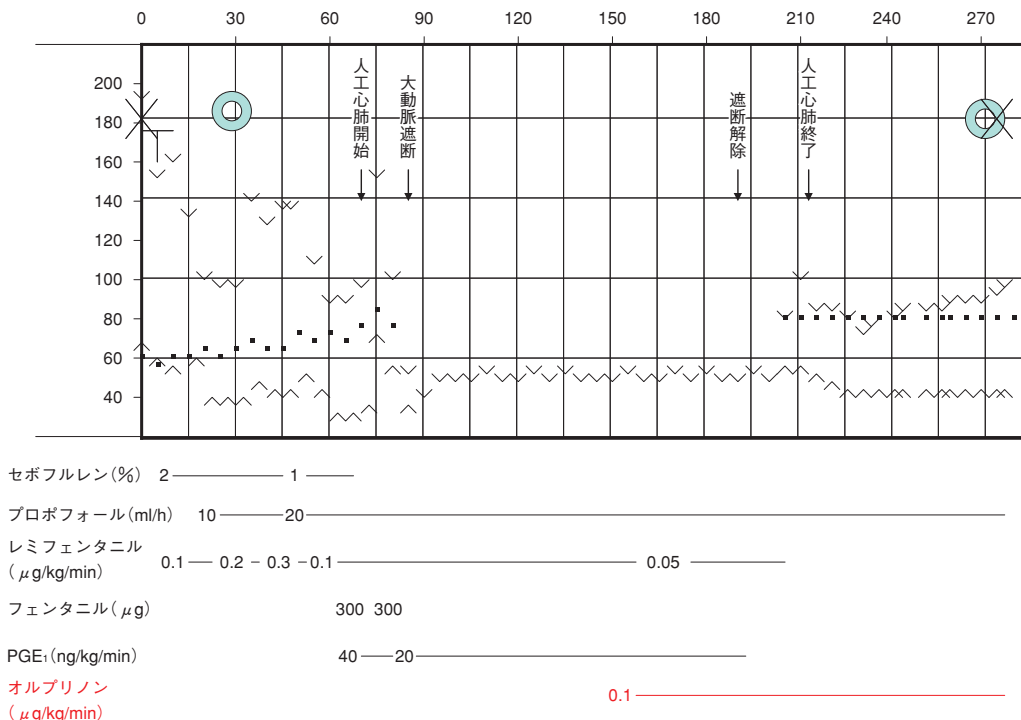 0 30 60 90 120 150 180 210 240 270
200
180
160
140
120
100
80
60
40
人工心肺開始
大動脈遮断
遮断解除
人工心肺終了
セボフルレン(%) 2 1
プロポフォール(ml/h) 10 20
レミフェンタニル
(μg/kg/min) 0.1 0.2 0.3 0.1 0.05
フェンタニル(μg) 300 300
PGE₁(ng/kg/min) 40 20
オルプリノン
(μg/kg/min) 0.1